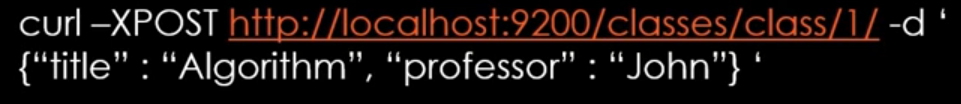 curl –XPOST http://localhost:9200/classes/class/1/ -d ‘
{“title” : “Algorithm”, “professor” : “John”} ‘